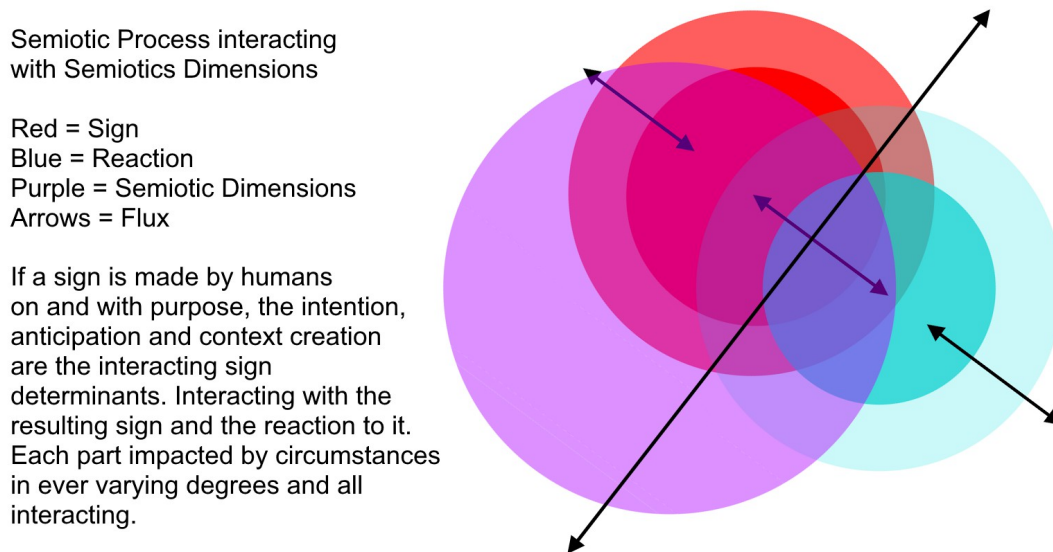 Semiotic Process interacting
with Semiotics Dimensions
Red = Sign
Blue = Reaction
Purple = Semiotic Dimensions
Arrows = Flux
If a sign is made by humans
on and with purpose, the intention,
anticipation and context creation
are the interacting sign
determinants. Interacting with the
resulting sign and the reaction to it.
Each part impacted by circumstances
in ever varying degrees and all
interacting.